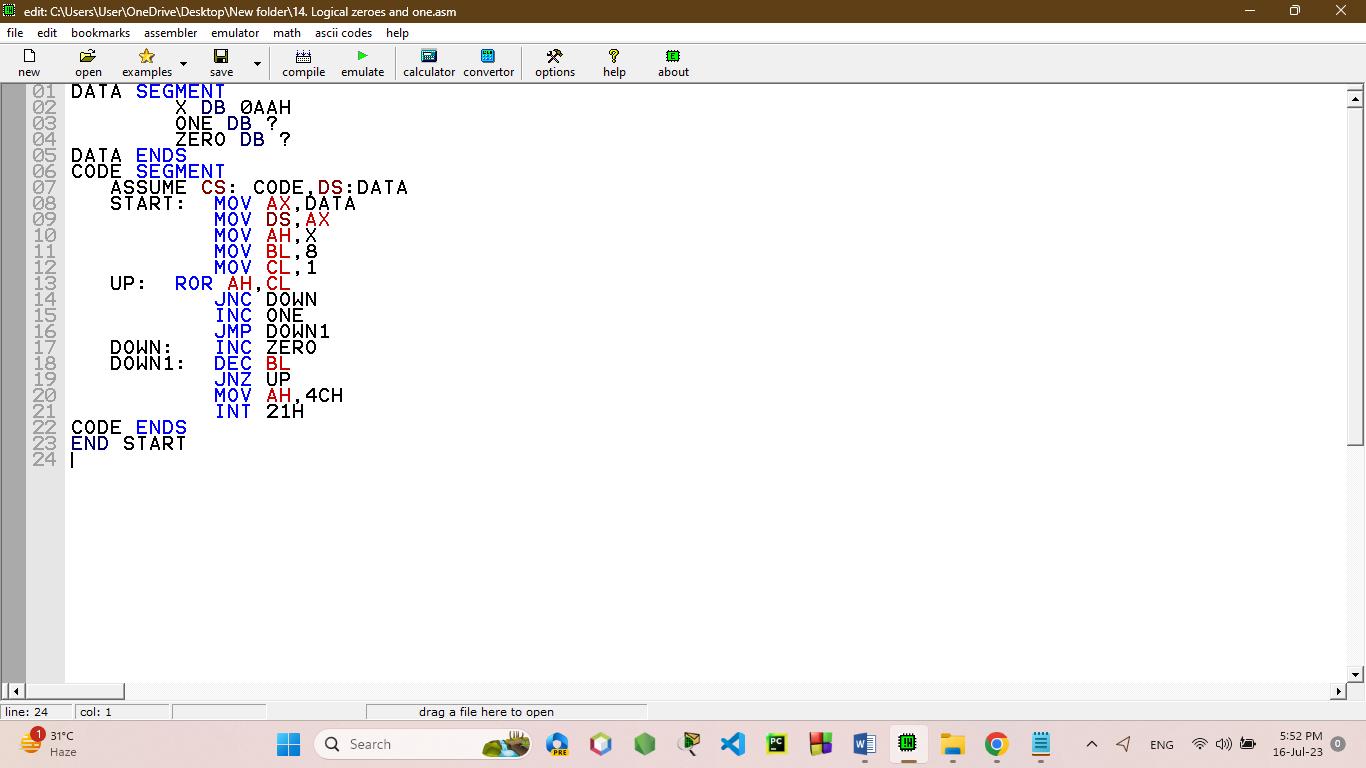 edit: C:\Users\User\OneDrive\Desktop\New folder\14. Logical zeroes and one.asm
file edit bookmarks assembler emulator math ascii codes help
new open examples save compile emulate calculator convertor options help about
01 DATA SEGMENT
02 X DB 0AAH
03 ONE DB ?
04 ZERO DB ?
05 DATA ENDS
06 CODE SEGMENT
07 ASSUME CS: CODE,DS:DATA
08 START: MOV AX,DATA
09 MOV DS,AX
10 MOV AH,X
11 MOV BL,8
12 MOV CL,1
13 UP: ROR AH,CL
14 JNC DOWN
15 INC ONE
16 JMP DOWN1
17 DOWN: INC ZERO
18 DOWN1: DEC BL
19 JNZ UP
20 MOV AH,4CH
21 INT 21H
22 CODE ENDS
23 END START
24
line: 24 col: 1 drag a file here to open
1 31°C
Haze
Search
PRE
PC
ENG
5:52 PM
16-Jul-23
0